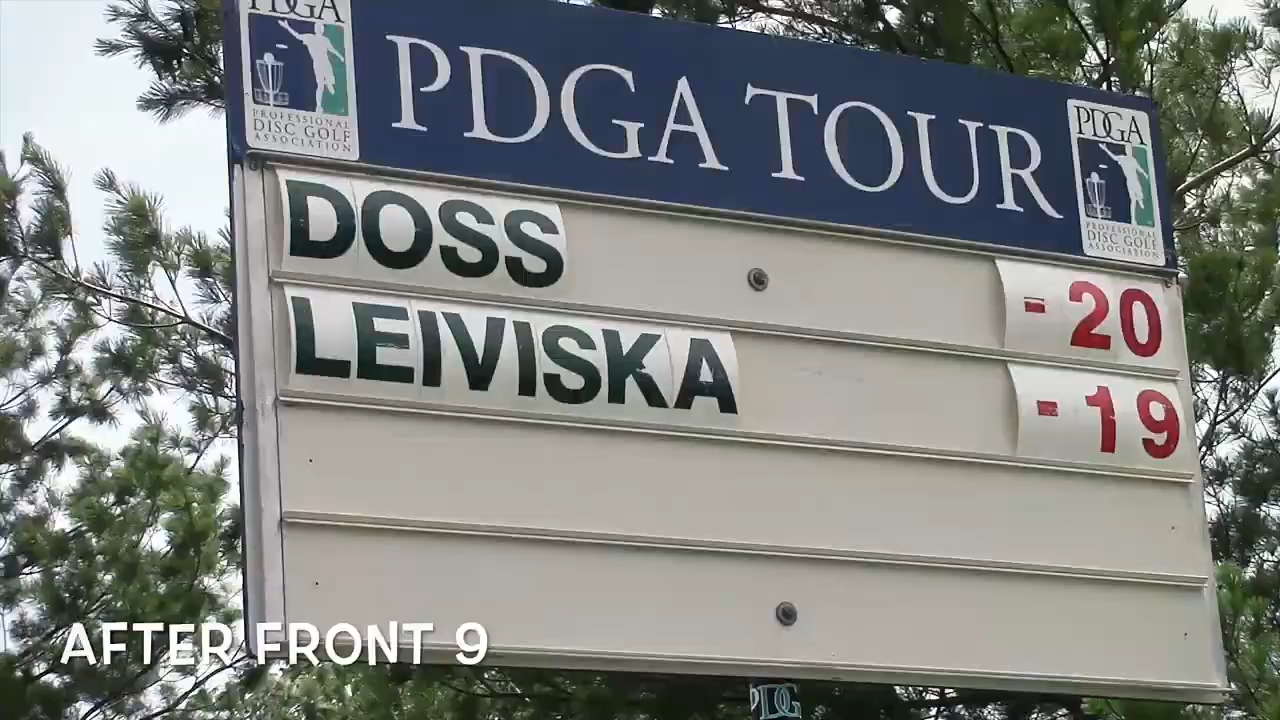 PDGA
PROFESSIONAL
DISC GOLF
ASSOCIATION
PDGA TOUR
PDGA
PROFESSIONAL
DISC GOLF
ASSOCIATION
DOSS - 20
LEIVISKA - 19
AFTER FRONT 9